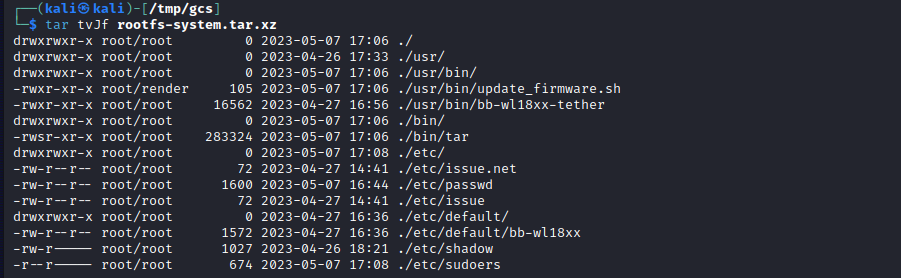 ┌──(kali㉿kali)-[/tmp/gcs]
└─$ tar tvJf rootfs-system.tar.xz
drwxrwxr-x root/root         0 2023-05-07 17:06 ./
drwxrwxr-x root/root         0 2023-04-26 17:33 ./usr/
drwxrwxr-x root/root         0 2023-05-07 17:06 ./usr/bin/
-rwxr-xr-x root/render     105 2023-05-07 17:06 ./usr/bin/update_firmware.sh
-rwxr-xr-x root/root     16562 2023-04-27 16:56 ./usr/bin/bb-wl18xx-tether
drwxrwxr-x root/root         0 2023-05-07 17:06 ./bin/
-rwsr-xr-x root/root    283324 2023-05-07 17:06 ./bin/tar
drwxrwxr-x root/root         0 2023-05-07 17:08 ./etc/
-rw-r--r-- root/root        72 2023-04-27 14:41 ./etc/issue.net
-rw-r--r-- root/root      1600 2023-05-07 16:44 ./etc/passwd
-rw-r--r-- root/root        72 2023-04-27 14:41 ./etc/issue
drwxrwxr-x root/root         0 2023-04-27 16:36 ./etc/default/
-rw-r--r-- root/root      1572 2023-04-27 16:36 ./etc/default/bb-wl18xx
-rw-r----- root/root      1027 2023-04-26 18:21 ./etc/shadow
-r--r----- root/root       674 2023-05-07 17:08 ./etc/sudoers